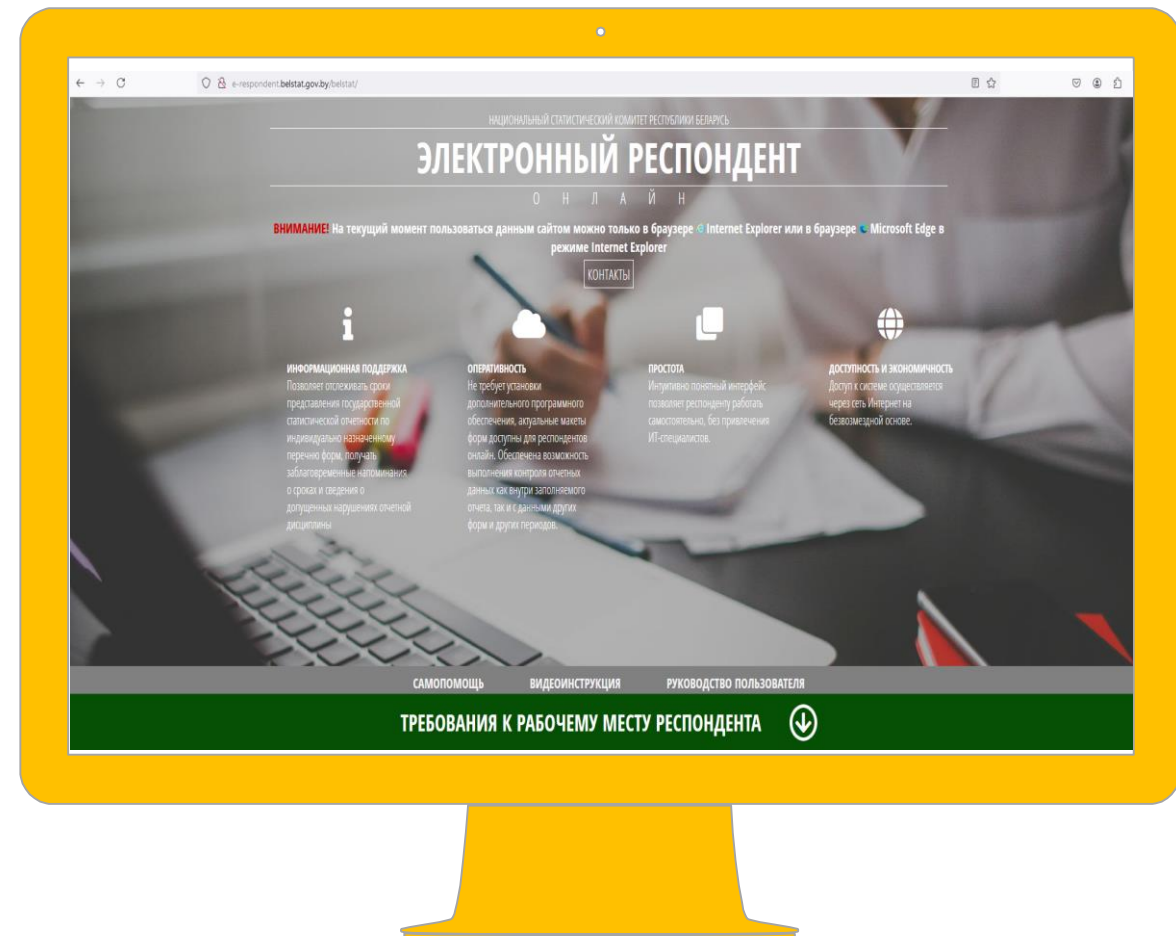 e-respondent.belstat.gov.by/belstat/
НАЦИОНАЛЬНЫЙ СТАТИСТИЧЕСКИЙ КОМИТЕТ РЕСПУБЛИКИ БЕЛАРУСЬ
ЭЛЕКТРОННЫЙ РЕСПОНДЕНТ
ОНЛАЙН
ВНИМАНИЕ! На текущий момент пользоваться данным сайтом можно только в браузере Internet Explorer или в браузере Microsoft Edge в
режиме Internet Explorer
КОНТАКТЫ
ИНФОРМАЦИОННАЯ ПОДДЕРЖКА
Позволяет отслеживать сроки
представления государственной
статистической отчетности по
индивидуально назначенному
перечню форм, получать
заблаговременные напоминания
о сроках и сведения о
допущенных нарушениях отчетной
дисциплины
ОПЕРАТИВНОСТЬ
Не требует установки
дополнительного программного
обеспечения, актуальные макеты
форм доступны для респондентов
онлайн. Обеспечена возможность
выполнения контроля отчетных
данных как внутри заполняемого
отчета, так и с данными других
форм и других периодов.
ПРОСТОТА
Интуитивно понятный интерфейс
позволяет респонденту работать
самостоятельно, без привлечения
ИТ-специалистов.
ДОСТУПНОСТЬ И ЭКОНОМИЧНОСТЬ
Доступ к системе осуществляется
через сеть Интернет на
безвозмездной основе.
САМОПОМОЩЬ ВИДЕОИНСТРУКЦИЯ РУКОВОДСТВО ПОЛЬЗОВАТЕЛЯ
ТРЕБОВАНИЯ К РАБОЧЕМУ МЕСТУ РЕСПОНДЕНТА